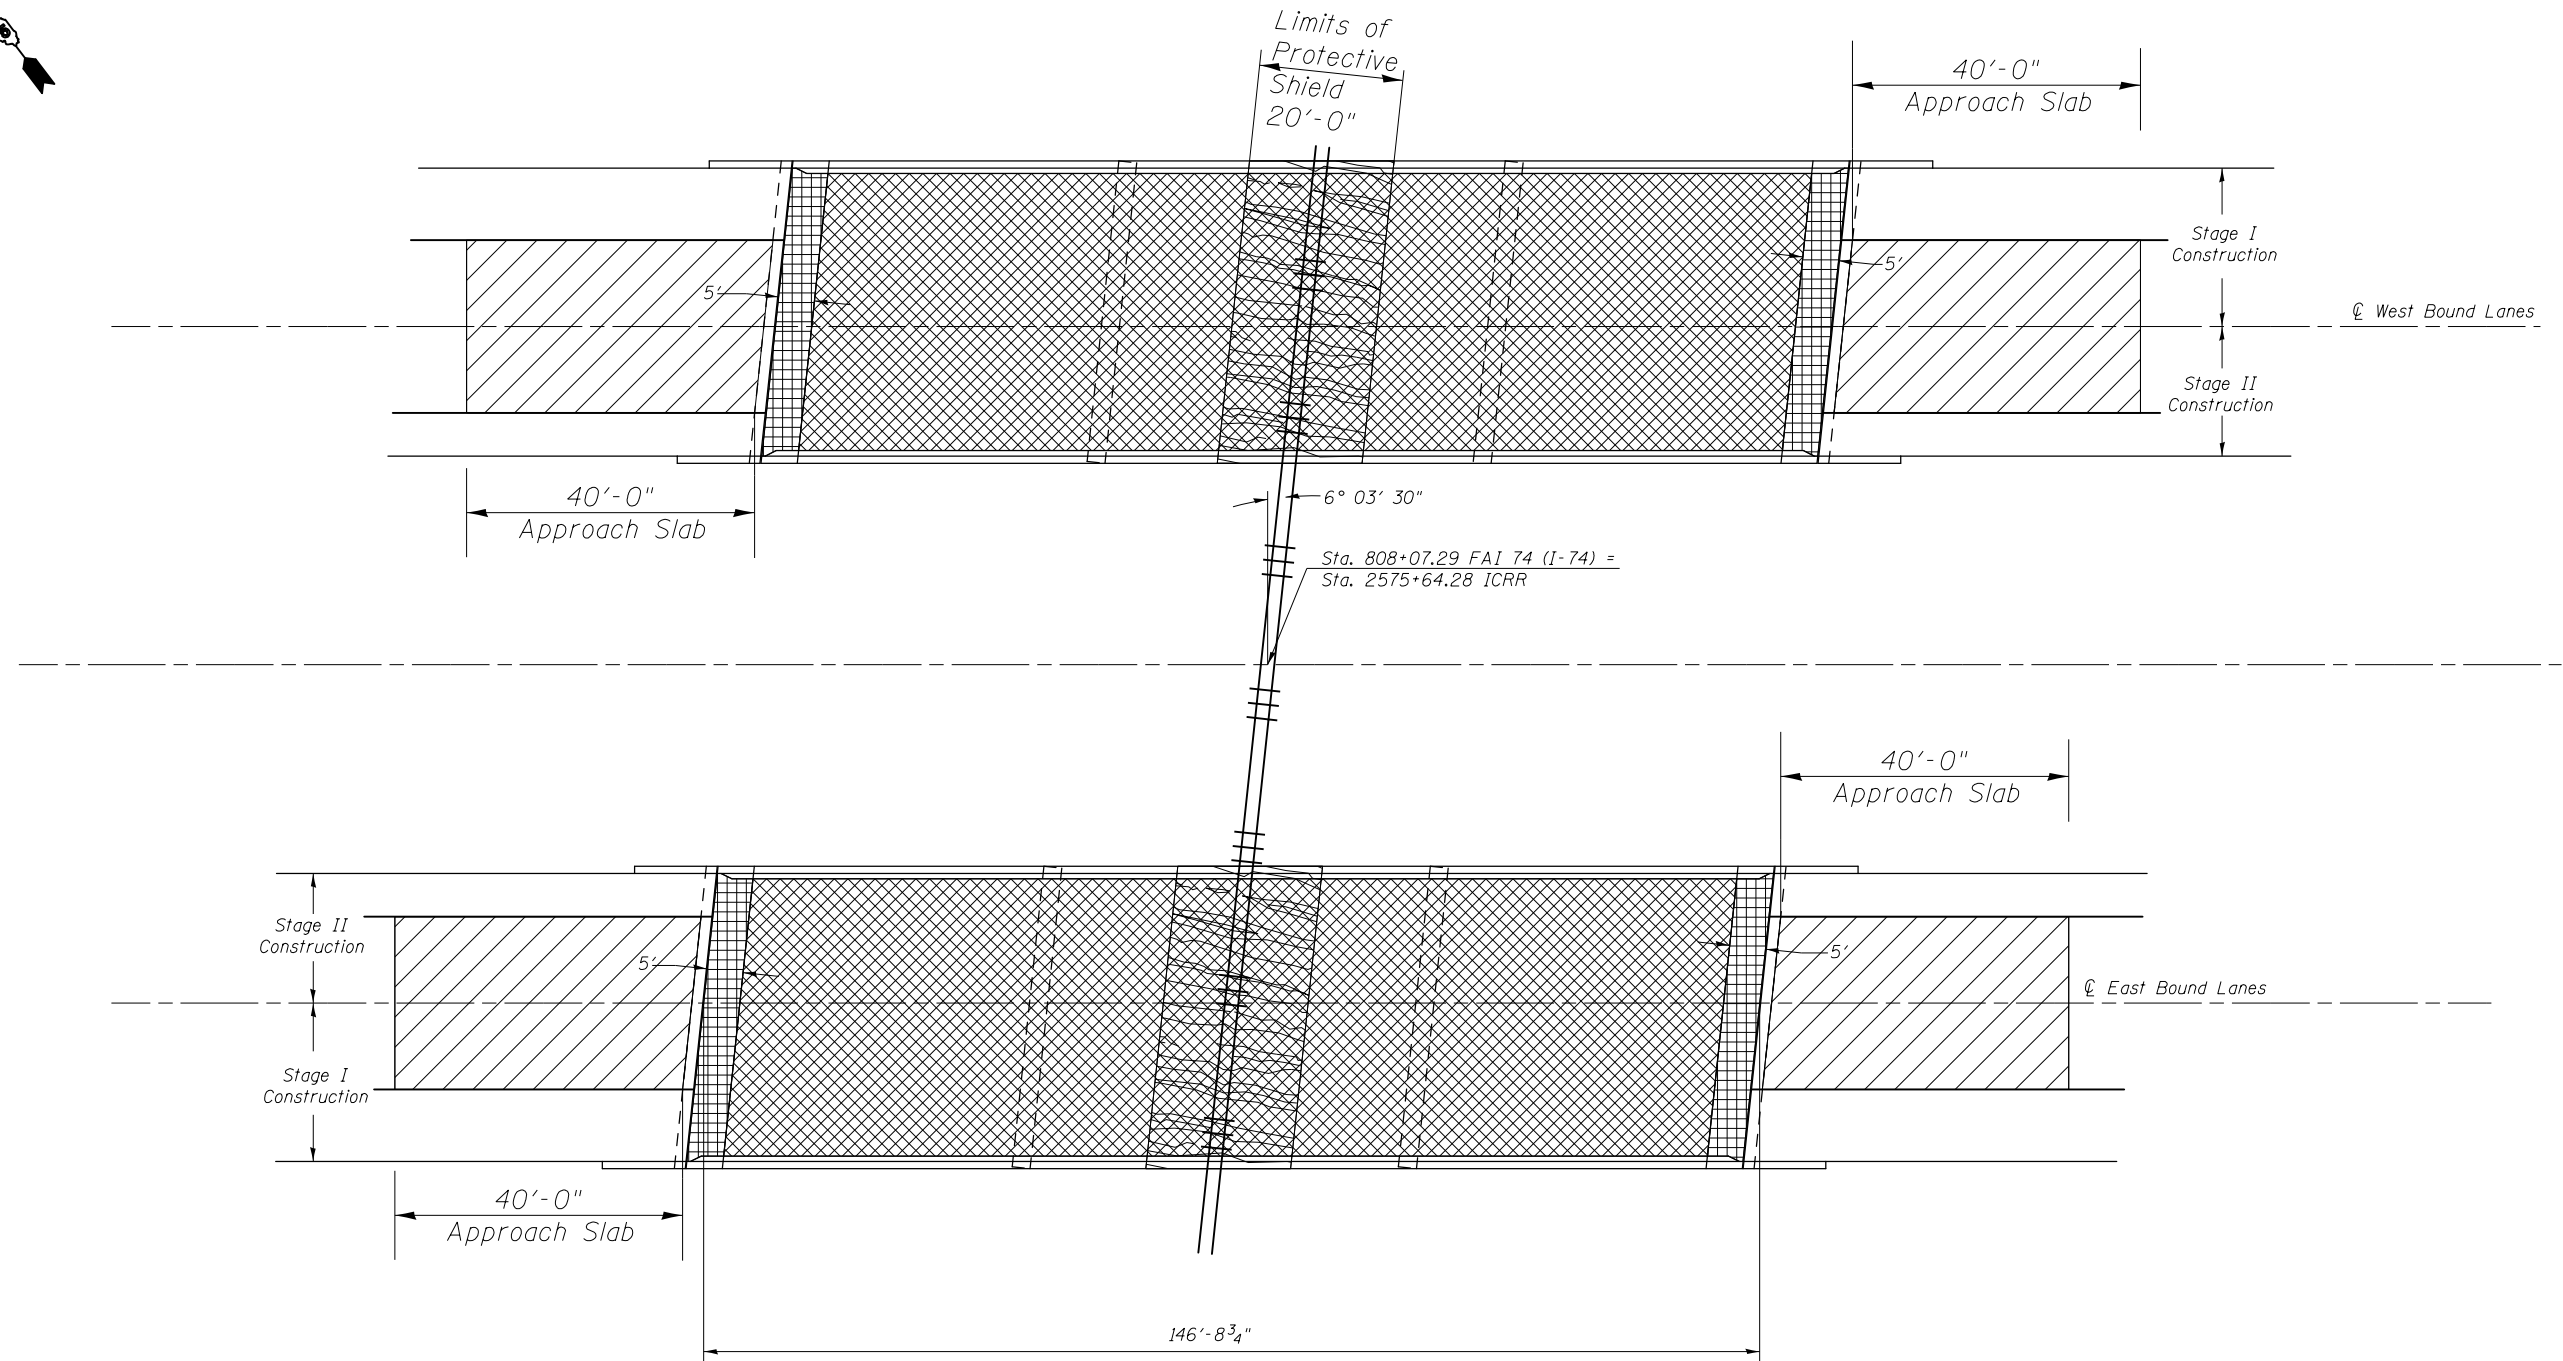 Limits of
Protective
Shield
20'-0"
40'-0"
Approach Slab
Stage I
Construction
5'
5'
℄ West Bound Lanes
Stage II
Construction
40'-0"
Approach Slab
6° 03' 30"
Sta. 808+07.29 FAI 74 (I-74) =
Sta. 2575+64.28 ICRR
40'-0"
Approach Slab
Stage II
Construction
5'
5'
℄ East Bound Lanes
Stage I
Construction
40'-0"
Approach Slab
146'-8¾"